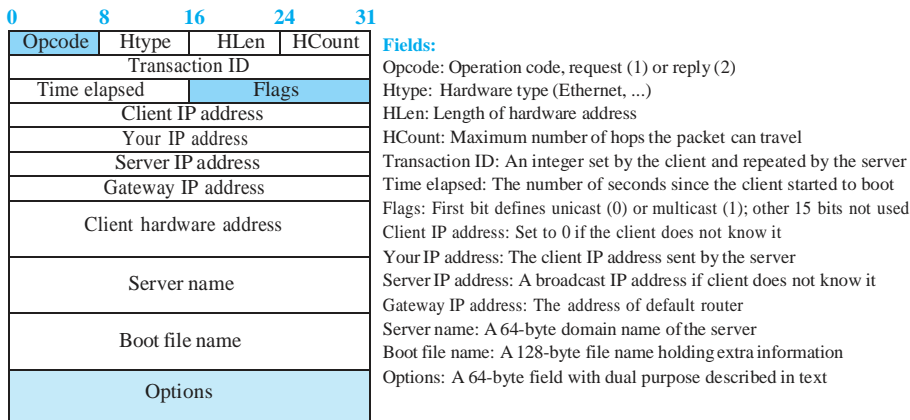 0 8 16 24 31
Opcode Htype HLen HCount
Transaction ID
Time elapsed Flags
Client IP address
Your IP address
Server IP address
Gateway IP address
Client hardware address
Server name
Boot file name
Options
Fields:
Opcode: Operation code, request (1) or reply (2)
Htype: Hardware type (Ethernet, ...)
HLen: Length of hardware address
HCount: Maximum number of hops the packet can travel
Transaction ID: An integer set by the client and repeated by the server
Time elapsed: The number of seconds since the client started to boot
Flags: First bit defines unicast (0) or multicast (1); other 15 bits not used
Client IP address: Set to 0 if the client does not know it
Your IP address: The client IP address sent by the server
Server IP address: A broadcast IP address if client does not know it
Gateway IP address: The address of default router
Server name: A 64-byte domain name of the server
Boot file name: A 128-byte file name holding extra information
Options: A 64-byte field with dual purpose described in text